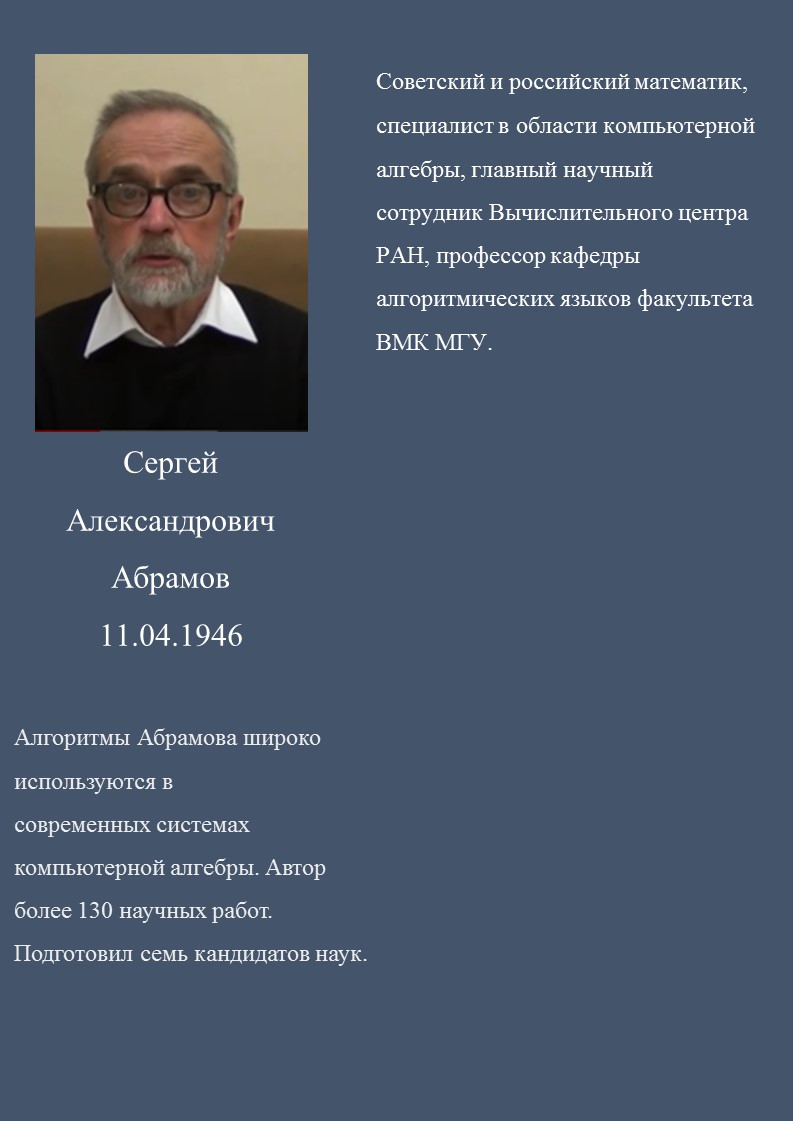 Советский и российский математик,
специалист в области компьютерной
алгебры, главный научный
сотрудник Вычислительного центра
РАН, профессор кафедры
алгоритмических языков факультета
ВМК МГУ.
Сергей
Александрович
Абрамов
11.04.1946
Алгоритмы Абрамова широко
используются в
современных системах
компьютерной алгебры. Автор
более 130 научных работ.
Подготовил семь кандидатов наук.